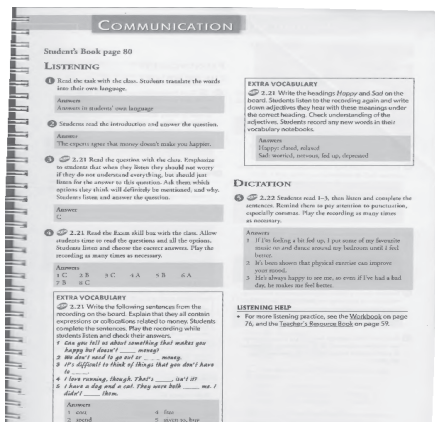 COMMUNICATION
Student's Book page 80
LISTENING
1 Read the task with the class. Students translate the words
into their own language.
Answers
Answers in students' own language
2 Students read the introduction and answer the question.
Answers
The experts agree that money doesn't make you happy.
3 2.21 Read the question with the class. Emphasise
to students that when they listen they should not worry
if they do not understand everything, but should just
listen for the answer to this question. Ask them which
options they think will definitely be mentioned, and why.
Students listen and answer the question.
Answer
C
4 2.21 Read the Exam skill box with the class. Allow
students time to read the questions and all the options.
Students listen and choose the correct answers. Play the
recording as many times as necessary.
Answers
1 C 2 B 3 C 4 A 5 B 6 A
7 B 8 C
EXTRA VOCABULARY
2.21 Write the following sentences from the
recording on the board. Explain that they all contain
expressions or collocations related to money. Students
complete the sentences. Play the recording while
students listen and check their answers.
1 Can you tell us about something that makes you
happy but doesn't ____ money?
2 We don't need to go out or ____ money.
3 It's difficult to think of things that you don't have
to ____.
4 I love running, though. That's ____, isn't it?
5 I have a dog and a cat. They were both ____ me. I
didn't ____ them.
Answers
1 cost 4 free
2 spend 5 given to, buy
EXTRA VOCABULARY
2.21 Write the headings Happy and Sad on the
board. Students listen to the recording again and write
down adjectives they hear with these meanings under
the correct heading. Check understanding of the
adjectives. Students record any new words in their
vocabulary notebooks.
Answers
Happy: relaxed
Sad: worried, nervous, fed up, depressed
DICTATION
5 2.22 Students read 1–3, then listen and complete the
sentences. Remind them to pay attention to punctuation,
especially commas. Play the recording as many times
as necessary.
Answers
1 If I'm feeling a bit fed up, I put some of my favourite
music on and dance around my bedroom until I feel
better.
2 It's been shown that physical exercise can improve
your mood.
3 He's always happy to see me, so even if I've had a bad
day, he makes me feel better.
LISTENING HELP
• For more listening practice, see the Workbook on page
76, and the Teacher's Resource Book on page 59.